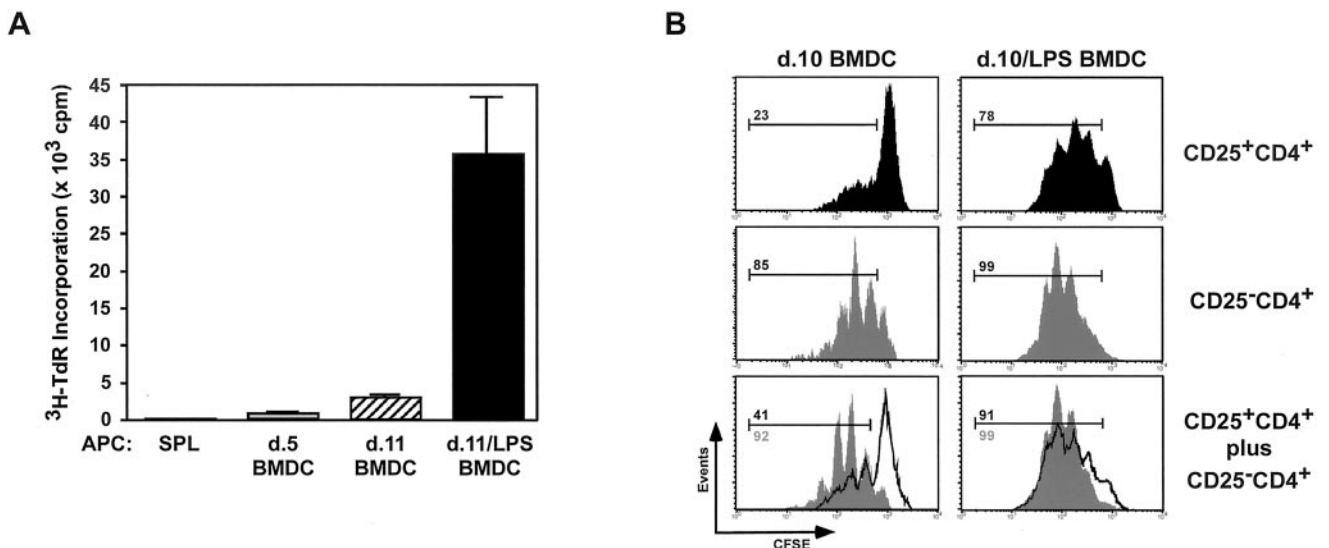 A
³H-TdR Incorporation (x 10³ cpm)
45
40
35
30
25
20
15
10
5
0
APC: SPL d.5 BMDC d.11 BMDC d.11/LPS BMDC
B
d.10 BMDC d.10/LPS BMDC
23
78
CD25⁺CD4⁺
85
99
CD25⁻CD4⁺
41
92
91
99
CD25⁺CD4⁺
plus
CD25⁻CD4⁺
Events
CFSE